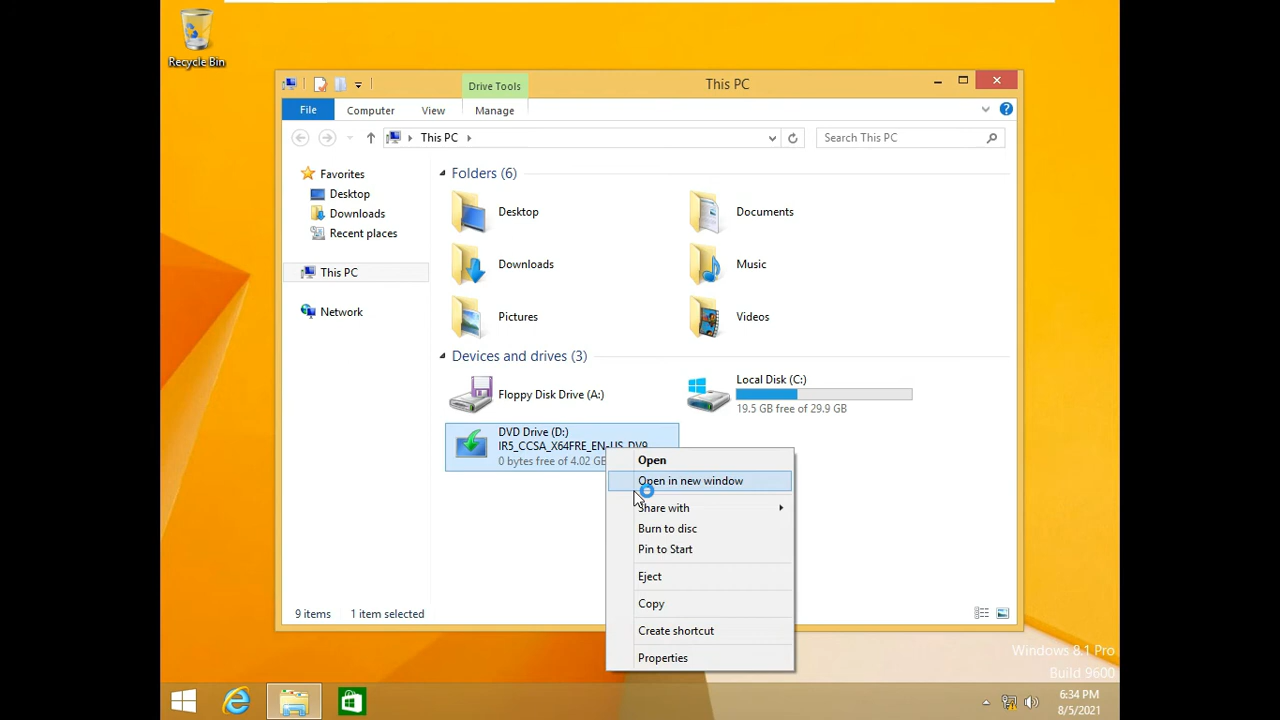 Recycle Bin
Drive Tools
This PC
File
Computer
View
Manage
This PC
Search This PC
Favorites
Desktop
Downloads
Recent places
This PC
Network
Folders (6)
Desktop
Documents
Downloads
Music
Pictures
Videos
Devices and drives (3)
Floppy Disk Drive (A:)
Local Disk (C:)
19.5 GB free of 29.9 GB
DVD Drive (D:)
IR5_CCSA_X64FRE_EN-US_DV9
0 bytes free of 4.02 GB
Open
Open in new window
Share with
Burn to disc
Pin to Start
Eject
Copy
Create shortcut
Properties
9 items
1 item selected
Windows 8.1 Pro
Build 9600
6:34 PM
8/5/2021